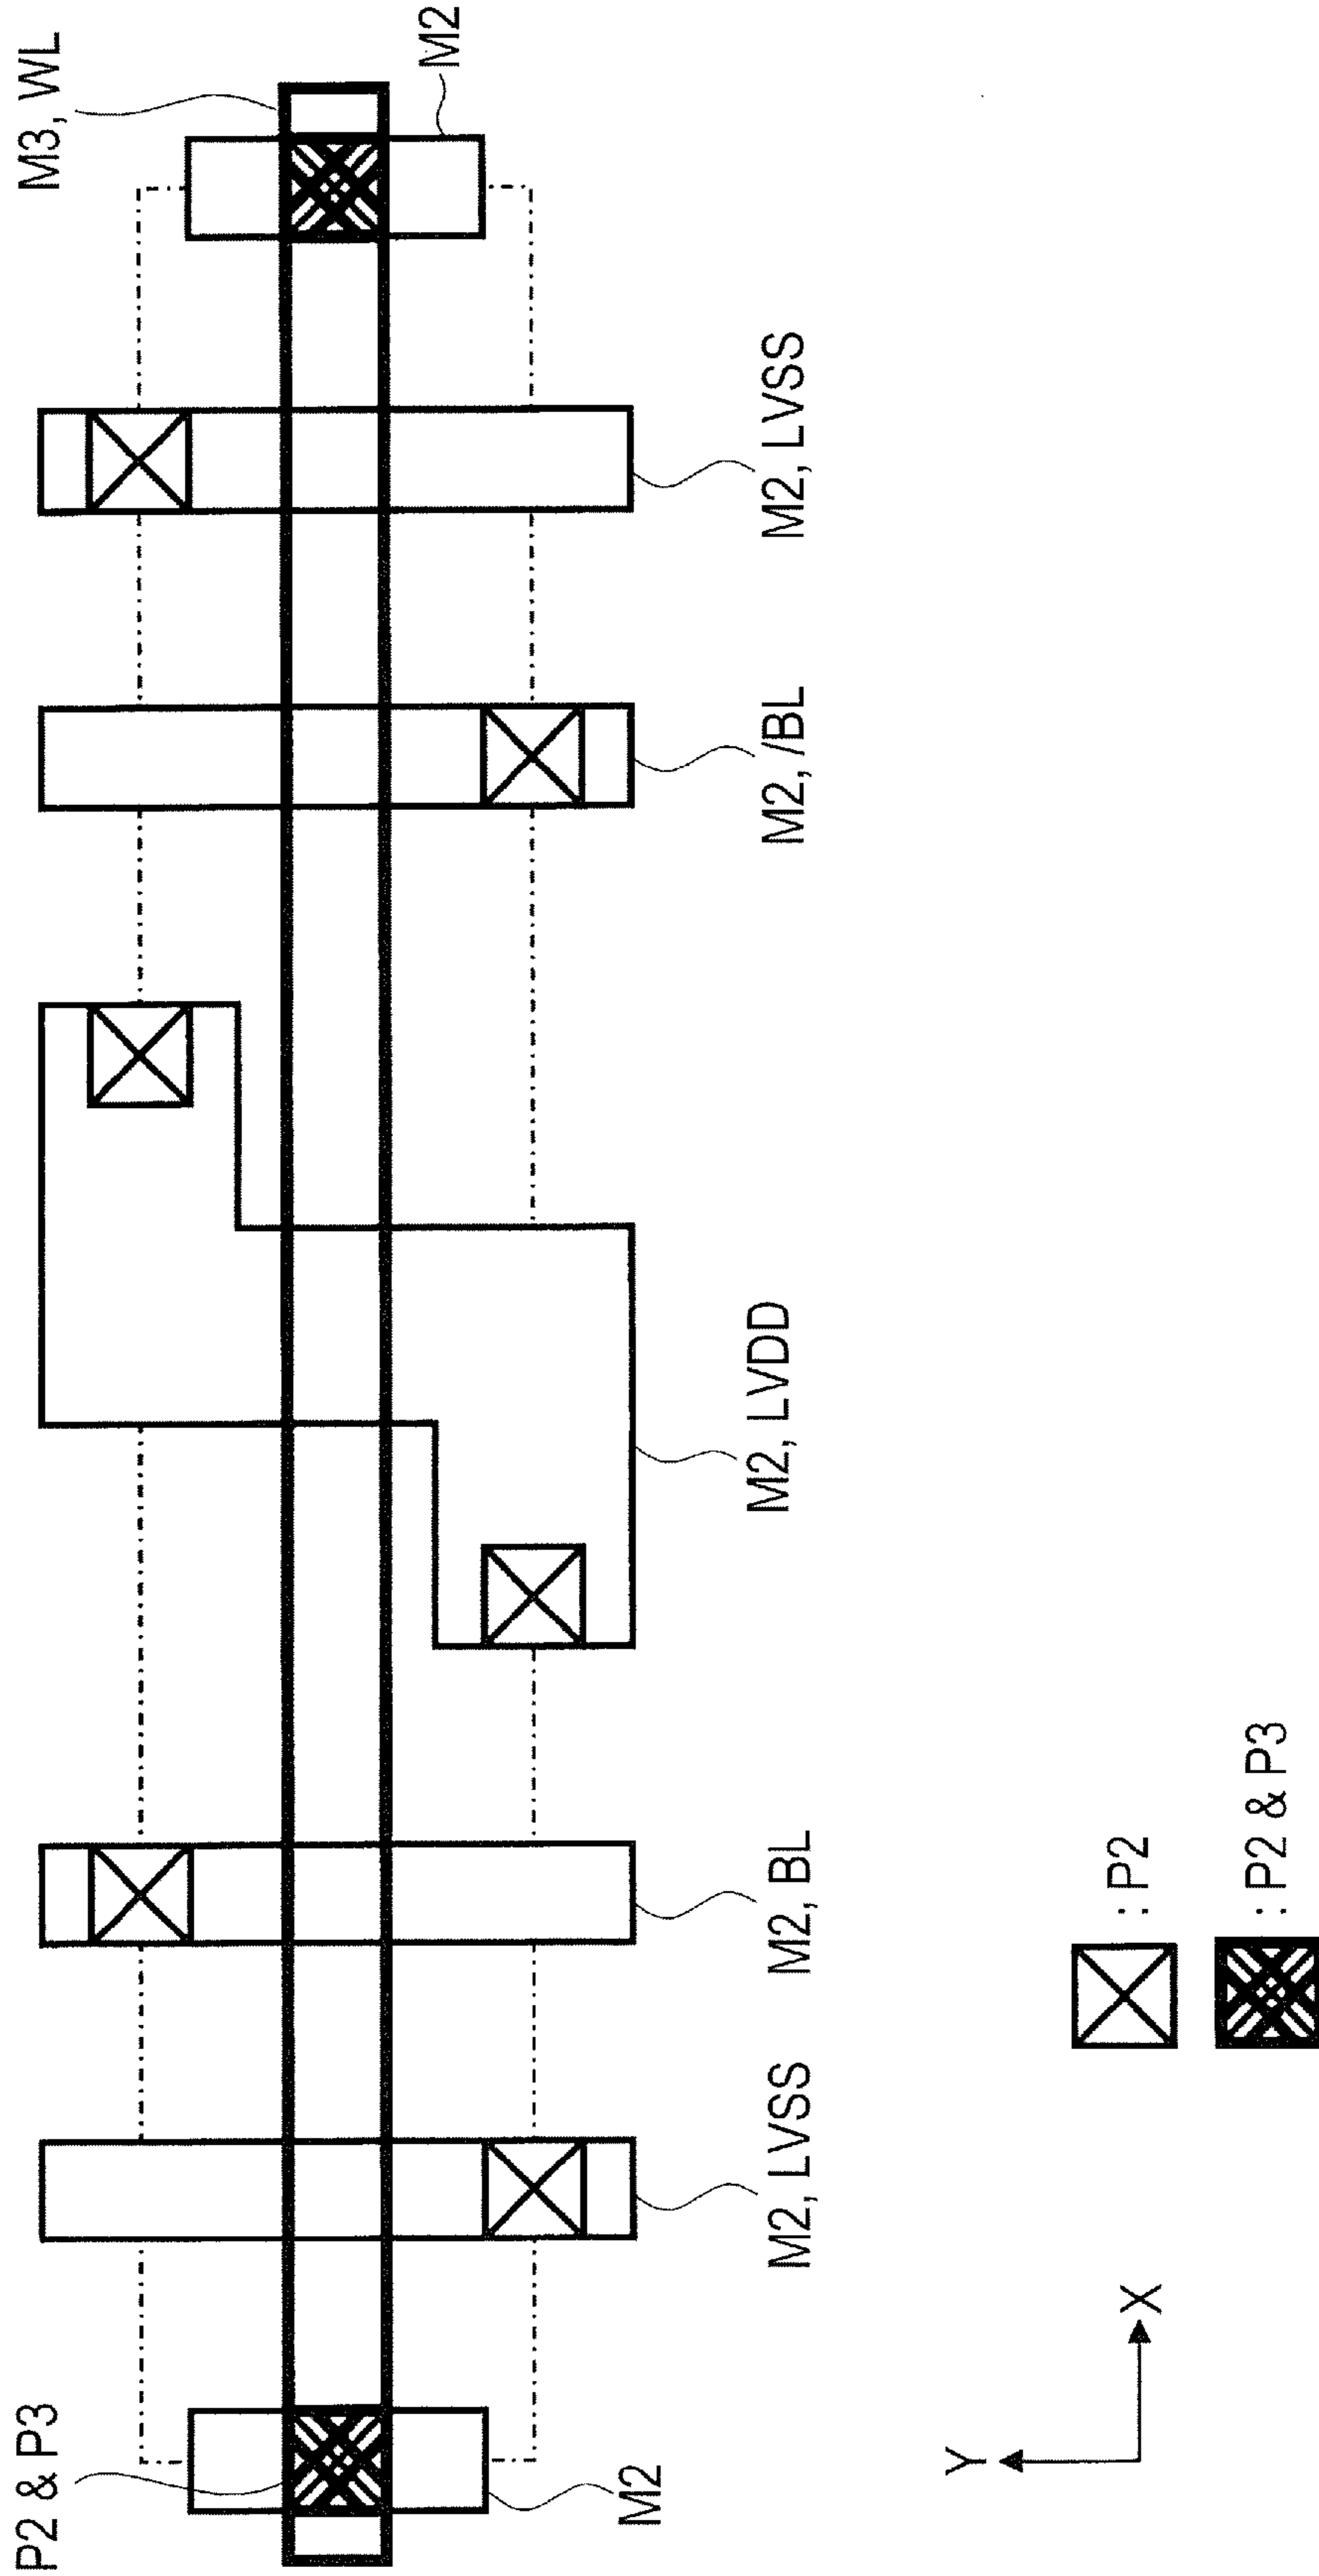 P2 & P3
M3, WL
M2
M2
M2, LVSS
M2, BL
M2, LVDD
M2, /BL
M2, LVSS
Y
X
: P2
: P2 & P3